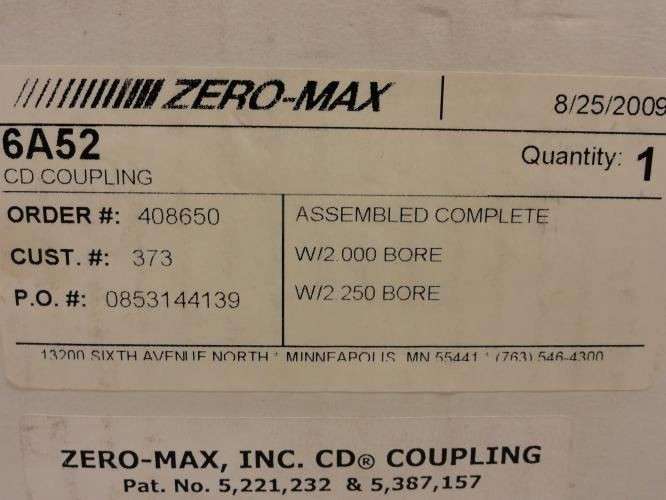 ZERO-MAX 8/25/2009
6A52 Quantity: 1
CD COUPLING
ORDER #: 408650 ASSEMBLED COMPLETE
CUST. #: 373 W/2.000 BORE
P.O. #: 0853144139 W/2.250 BORE
13200 SIXTH AVENUE NORTH * MINNEAPOLIS, MN 55441 * (763) 546-4300
ZERO-MAX, INC. CD® COUPLING
Pat. No. 5,221,232 & 5,387,157